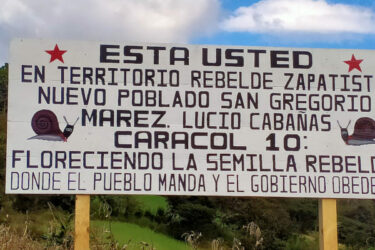 ESTA USTED
EN TERRITORIO REBELDE ZAPATIST
NUEVO POBLADO SAN GREGORIO
MAREZ LUCIO CABAÑAS
CARACOL 10:
FLORECIENDO LA SEMILLA REBELD
DONDE EL PUEBLO MANDA Y EL GOBIERNO OBEDE